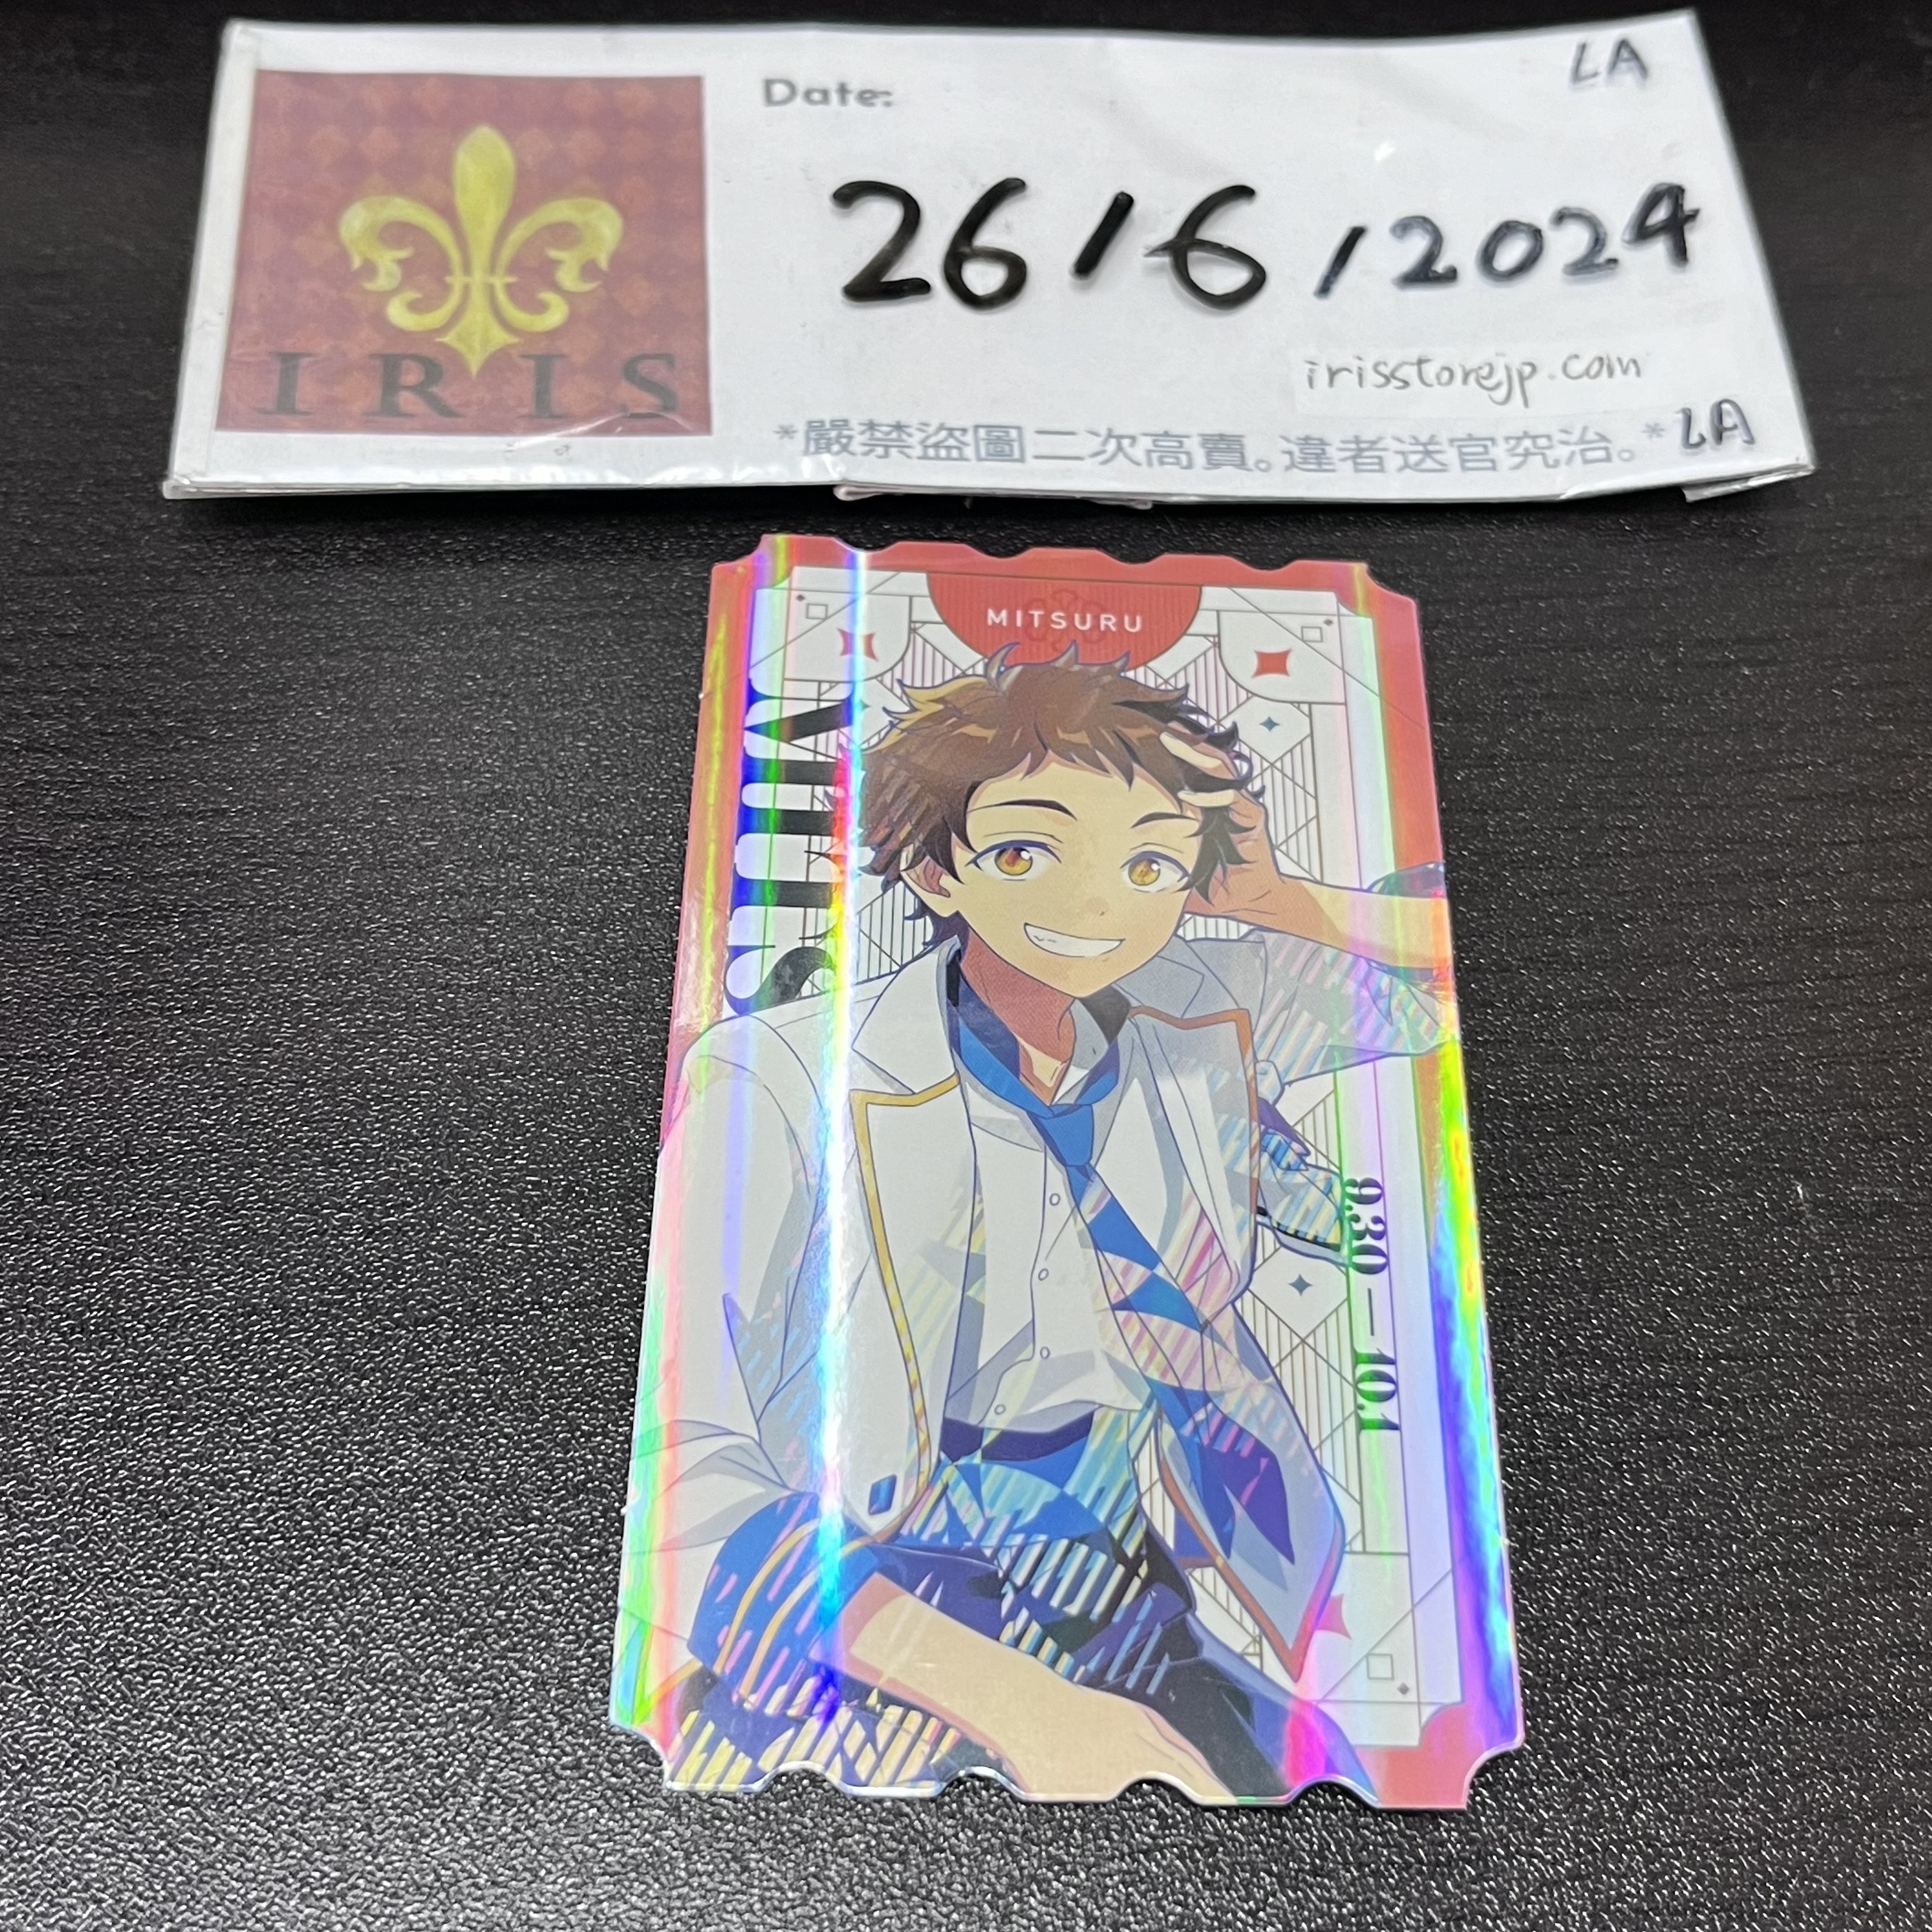 LA
Date:
26/6/2024
IRIS
irisstorejp.com
*嚴禁盜圖二次高賣。違者送官究治。* LA
MITSURU
9.30 — 10.1